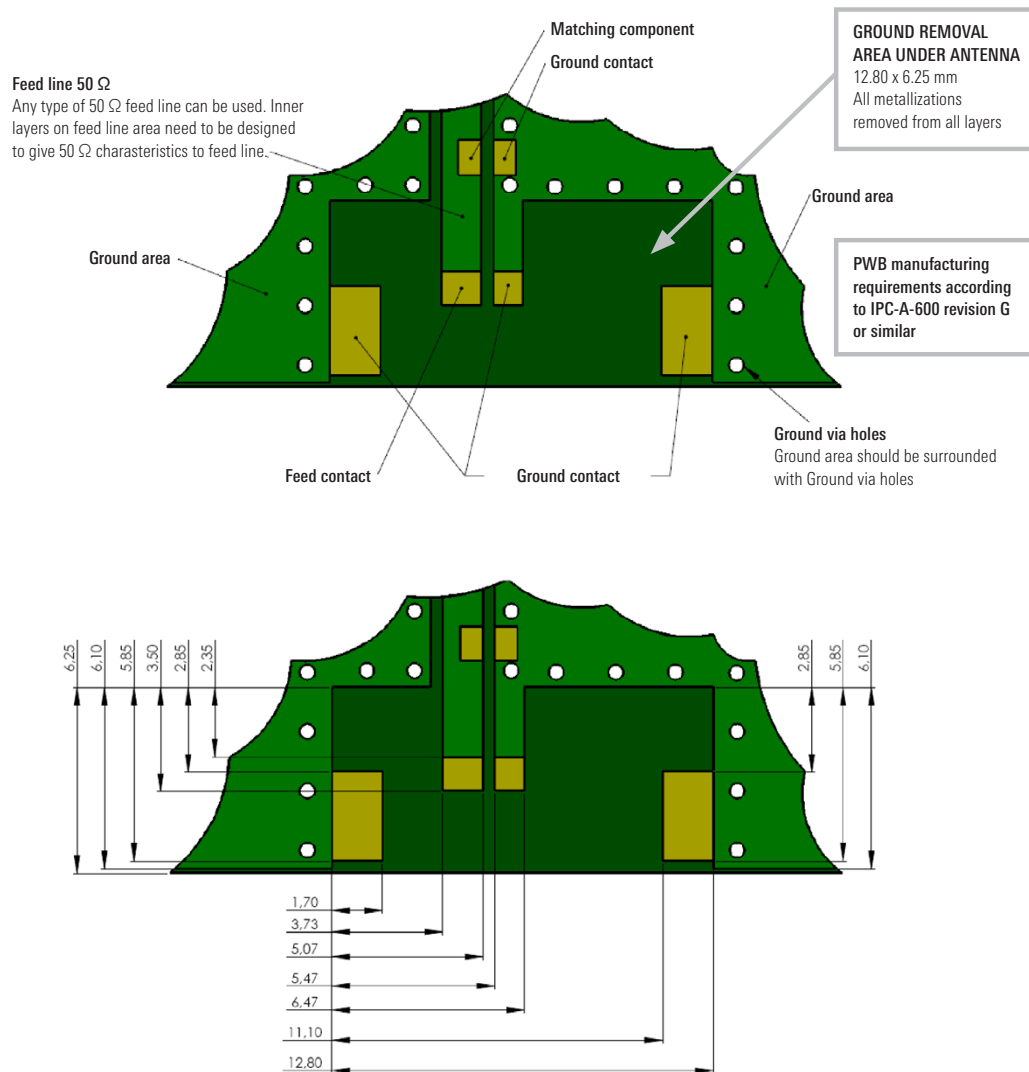 Matching component
Ground contact
GROUND REMOVAL
AREA UNDER ANTENNA
12.80 x 6.25 mm
All metallizations
removed from all layers
Feed line 50 Ω
Any type of 50 Ω feed line can be used. Inner
layers on feed line area need to be designed
to give 50 Ω charasteristics to feed line.
Ground area
Ground area
PWB manufacturing
requirements according
to IPC-A-600 revision G
or similar
Ground via holes
Ground area should be surrounded
with Ground via holes
Feed contact
Ground contact
6.25
6.10
5.85
3.50
2.85
2.35
2.85
5.85
6.10
1,70
3,73
5,07
5,47
6,47
11,10
12,80